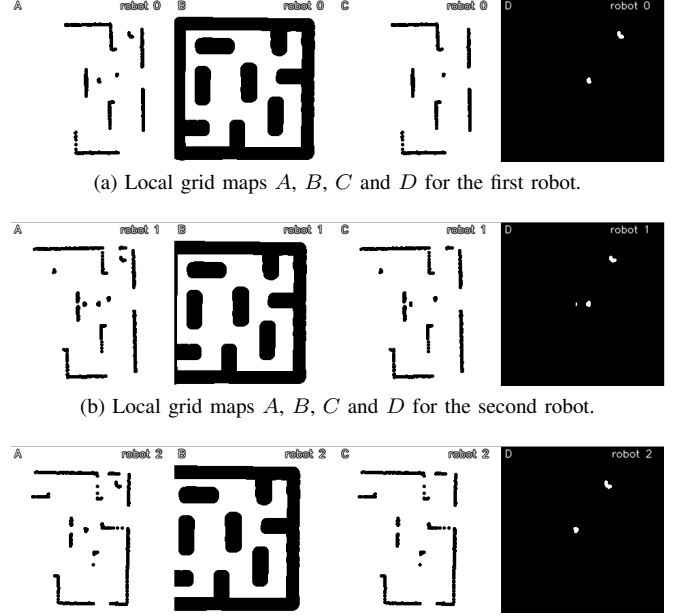 A robot 0 B robot 0 C robot 0 D robot 0
(a) Local grid maps A, B, C and D for the first robot.
A robot 1 B robot 1 C robot 1 D robot 1
(b) Local grid maps A, B, C and D for the second robot.
A robot 2 B robot 2 C robot 2 D robot 2